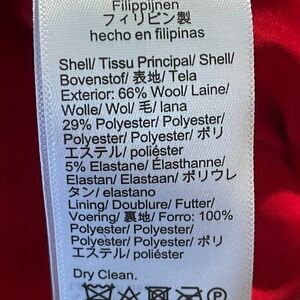 Filippijnen
フィリピン製
hecho en filipinas
Shell/ Tissu Principal/ Shell/
Bovenstof/ 表地/ Tela
Exterior: 66% Wool/ Laine/
Wolle/ Wol/ 毛/ lana
29% Polyester/ Polyester/
Polyester/ Polyester/ ポリ
エステル/ poliéster
5% Elastane/ Élasthanne/
Elastan/ Elastaan/ ポリウレ
タン/ elastano
Lining/ Doublure/ Futter/
Voering/ 裏地/ Forro: 100%
Polyester/ Polyester/
Polyester/ Polyester/ ポリ
エステル/ poliéster
Dry Clean.
P